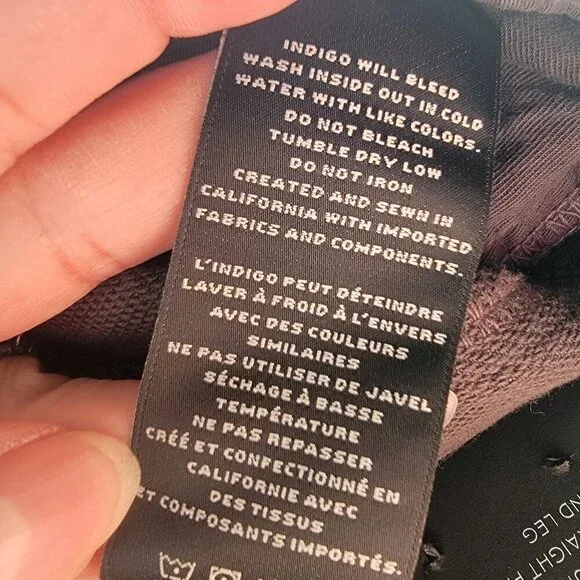 INDIGO WILL BLEED
WASH INSIDE OUT IN COLD
WATER WITH LIKE COLORS.
DO NOT BLEACH
TUMBLE DRY LOW
DO NOT IRON
CREATED AND SEWN IN
CALIFORNIA WITH IMPORTED
FABRICS AND COMPONENTS.
L'INDIGO PEUT DÉTEINDRE
LAVER À FROID À L'ENVERS
AVEC DES COULEURS
SIMILAIRES
NE PAS UTILISER DE JAVEL
SÉCHAGE À BASSE
TEMPÉRATURE
NE PAS REPASSER
CRÉÉ ET CONFECTIONNÉ EN
CALIFORNIE AVEC
DES TISSUS
ET COMPOSANTS IMPORTÉS.
LEG